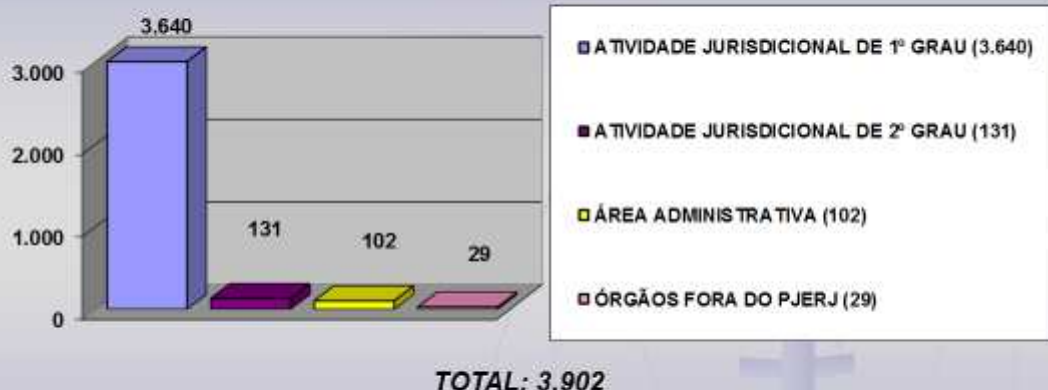 3.640
3.000
2.000
1.000
0
131
102
29
ATIVIDADE JURISDICIONAL DE 1º GRAU (3.640)
ATIVIDADE JURISDICIONAL DE 2º GRAU (131)
ÁREA ADMINISTRATIVA (102)
ÓRGÃOS FORA DO PJERJ (29)
TOTAL: 3.902